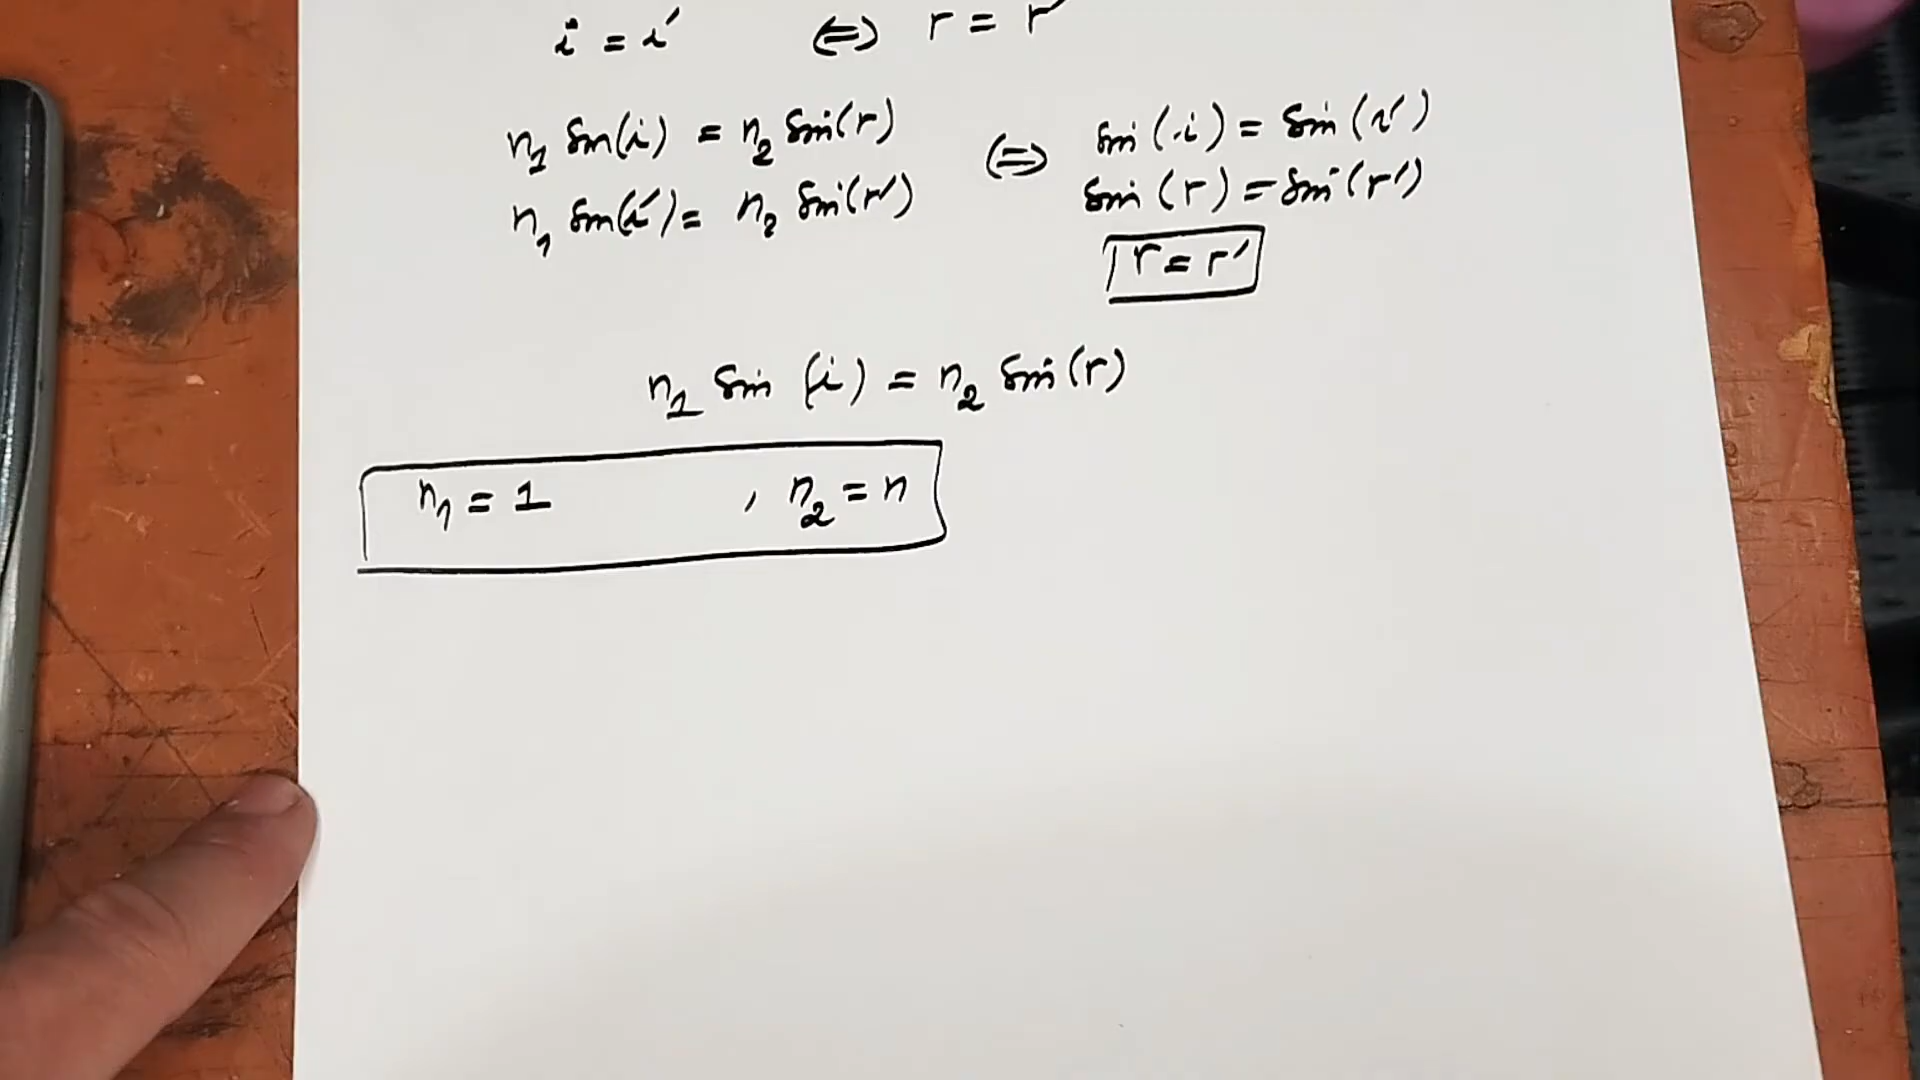 i = i' ⇔ r = r'
n₁ Sin(i) = n₂ Sin(r) ⇔ Sin(i) = Sin(i')
n₁ Sin(i') = n₂ Sin(r') Sin(r) = Sin(r')
r = r'
n₁ Sin(i) = n₂ Sin(r)
n₁ = 1 , n₂ = n